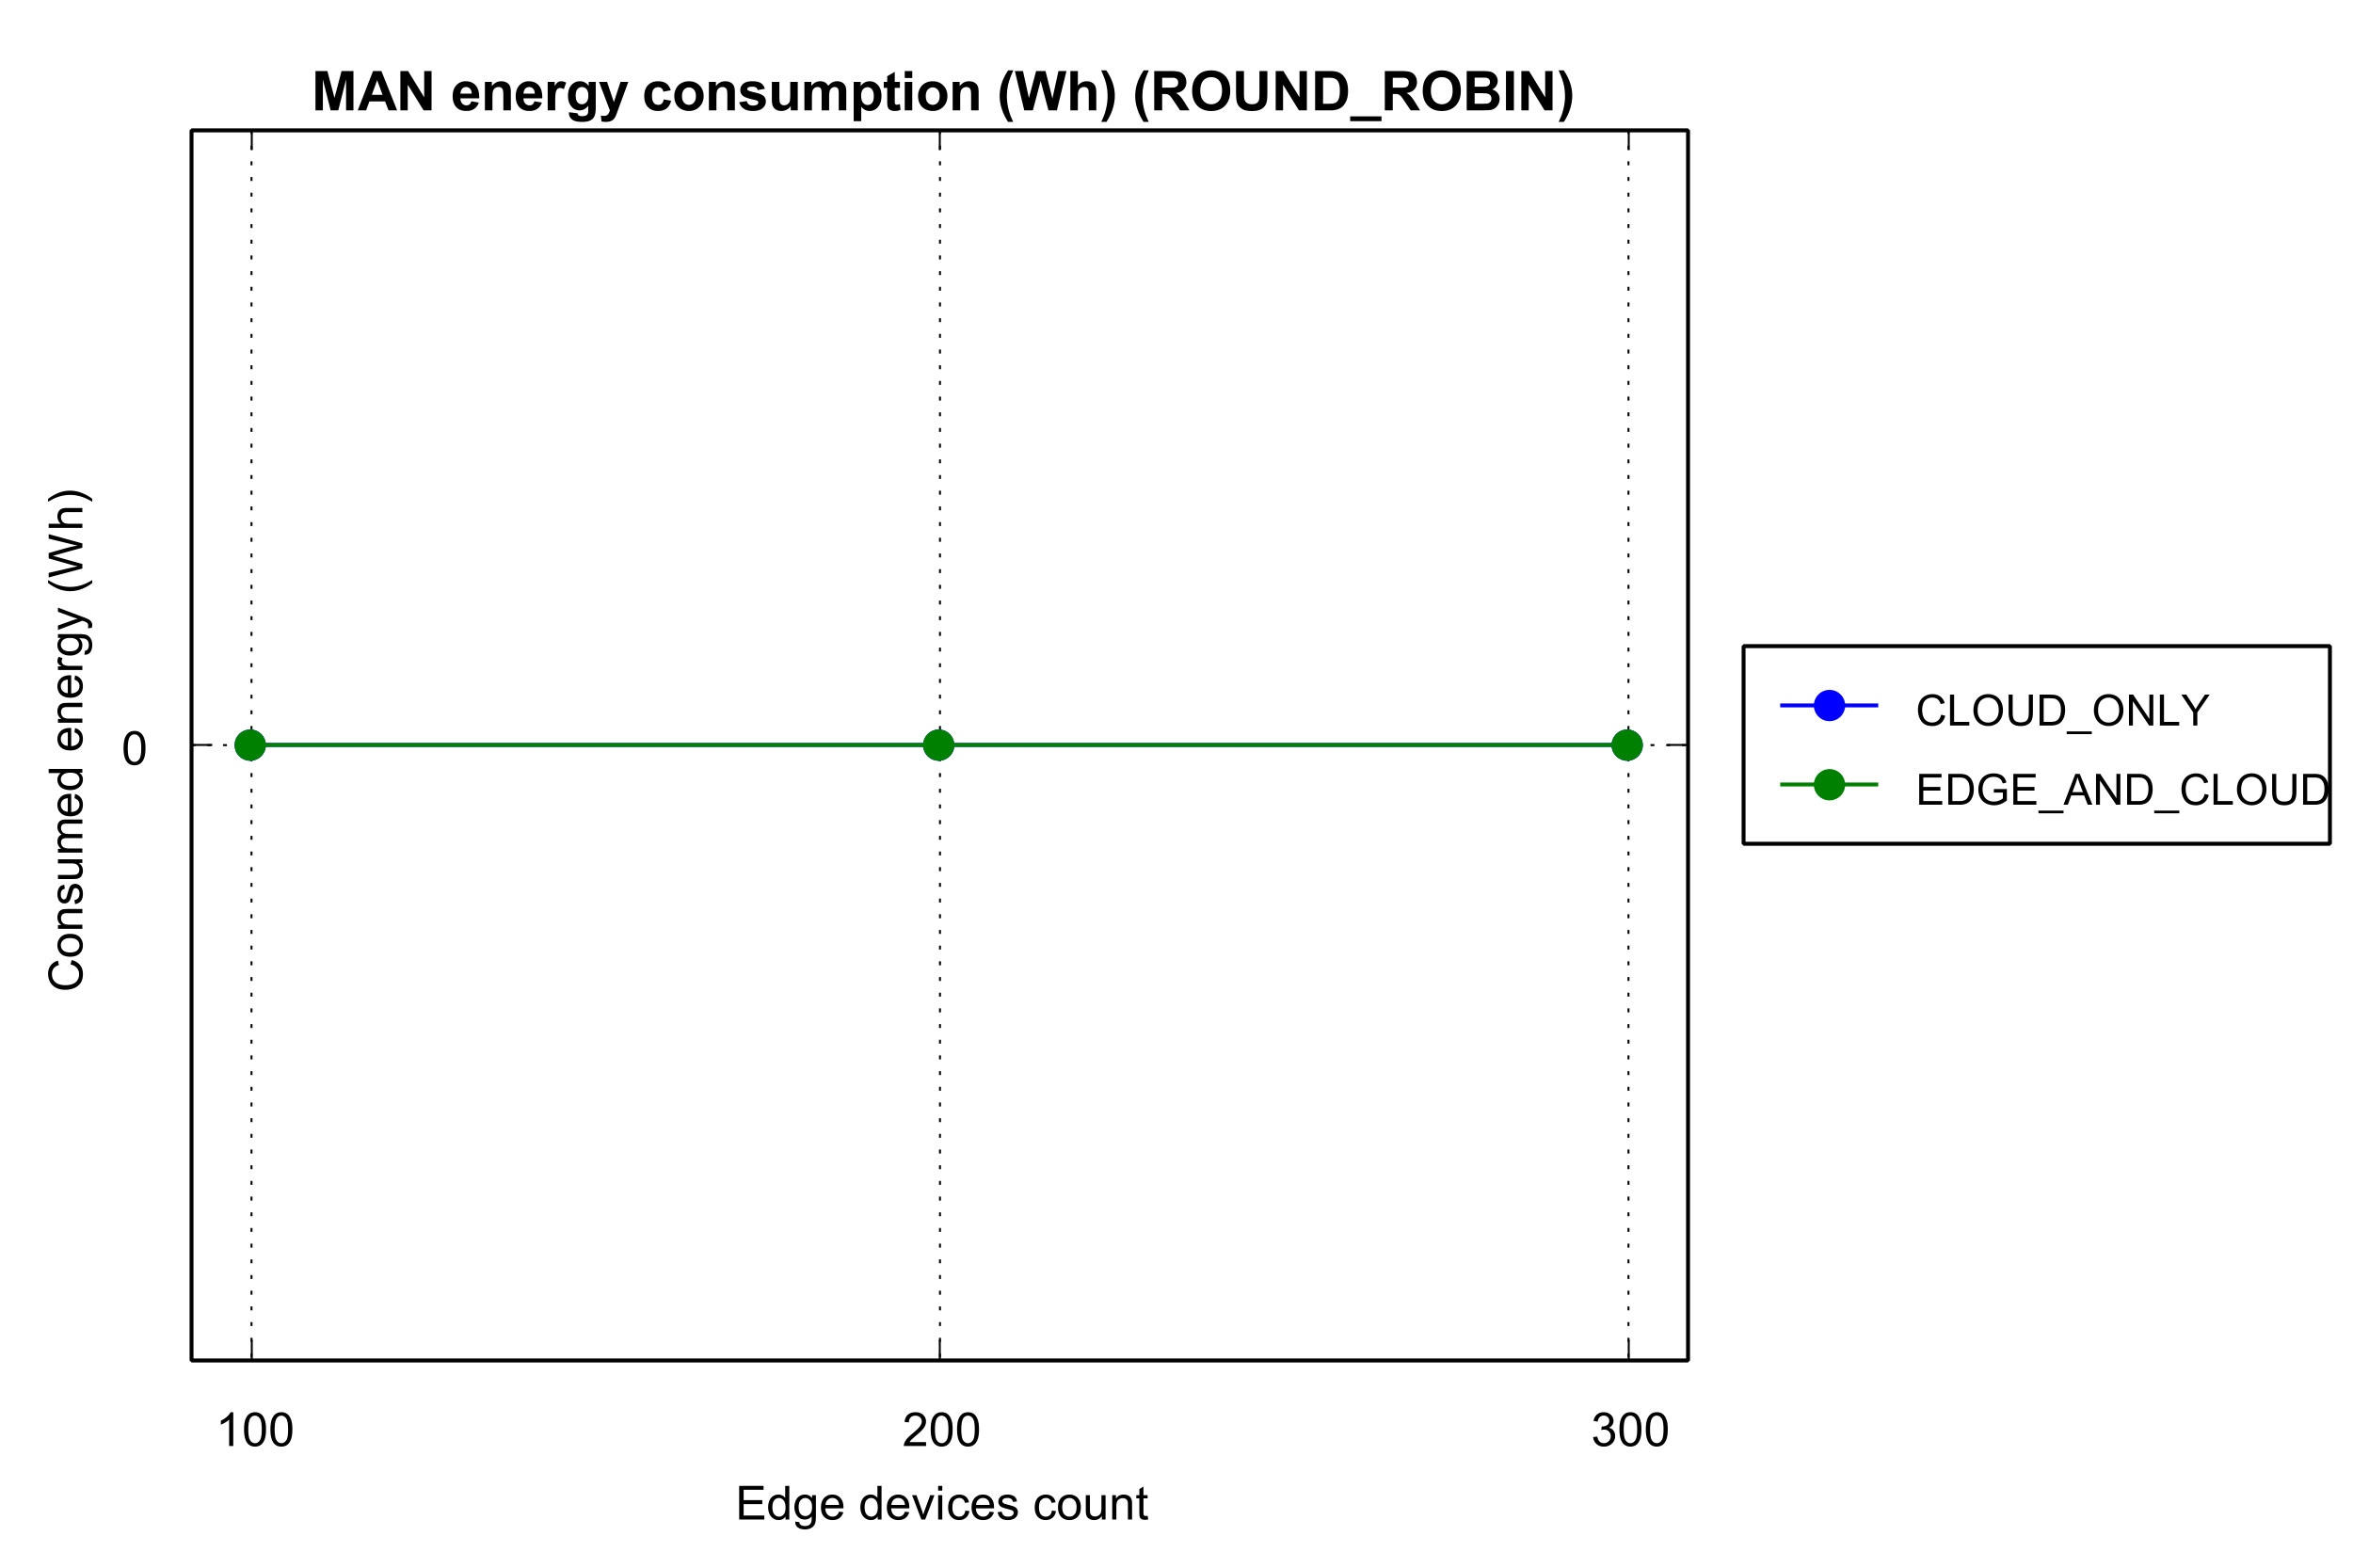 MAN energy consumption (Wh) (ROUND_ROBIN)
Consumed energy (Wh)
0
CLOUD_ONLY
EDGE_AND_CLOUD
100
200
300
Edge devices count